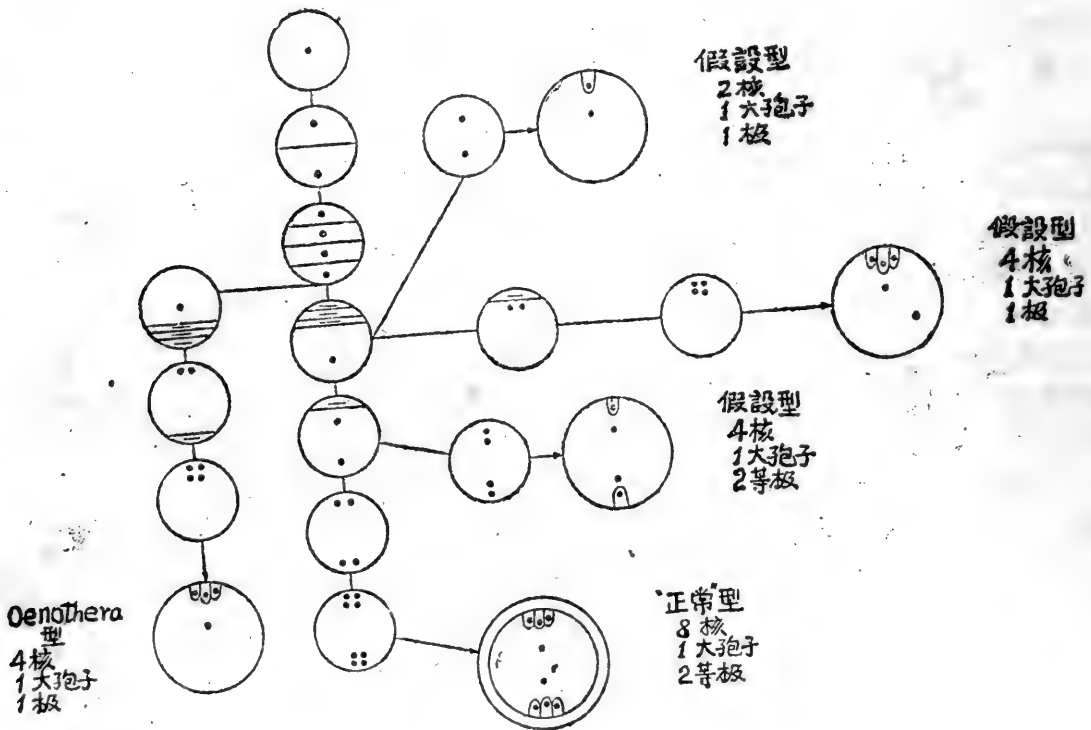 假設型
2核
1大孢子
1極
假設型
4核
1大孢子
1极
假設型
4核
1大孢子
2等极
Oenothera
型
4核
1大孢子
1极
"正常"型
8核
1大孢子
2等极